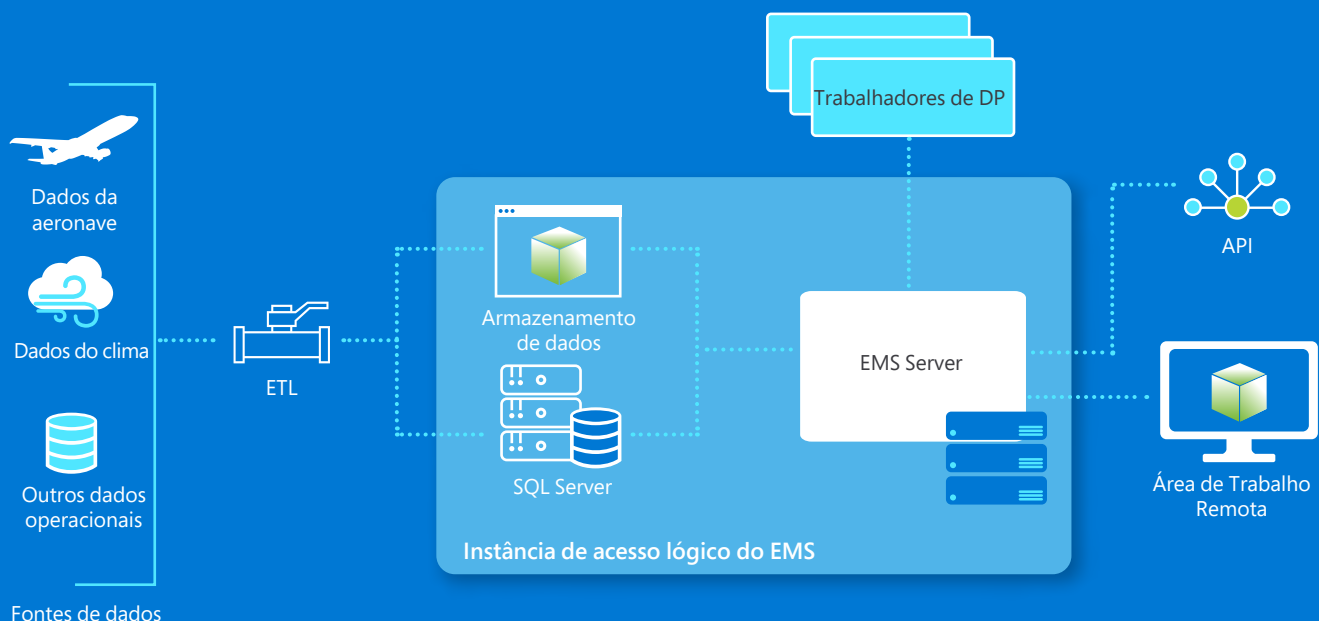 Trabalhadores de DP
Dados da
aeronave
Dados do clima
Outros dados
operacionais
Fontes de dados
ETL
Armazenamento
de dados
SQL Server
EMS Server
Instância de acesso lógico do EMS
API
Área de Trabalho
Remota